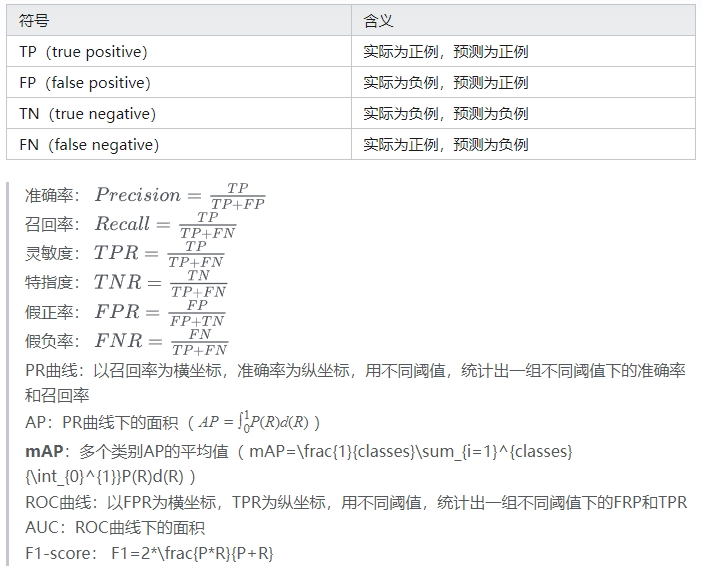 符号 含义
TP（true positive） 实际为正例，预测为正例
FP（false positive） 实际为负例，预测为正例
TN（true negative） 实际为负例，预测为负例
FN（false negative） 实际为正例，预测为负例
准确率： Precision = \frac{TP}{TP+FP}
召回率： Recall = \frac{TP}{TP+FN}
灵敏度： TPR = \frac{TP}{TP+FN}
特指度： TNR = \frac{TN}{TP+FN}
假正率： FPR = \frac{FP}{FP+TN}
假负率： FNR = \frac{FN}{TP+FN}
PR曲线：以召回率为横坐标，准确率为纵坐标，用不同阈值，统计出一组不同阈值下的准确率
和召回率
AP：PR曲线下的面积（ AP = \int_0^1 P(R)d(R) ）
mAP：多个类别AP的平均值（ mAP=\frac{1}{classes}\sum_{i=1}^{classes}
{\int_{0}^{1}}P(R)d(R) ）
ROC曲线：以FPR为横坐标，TPR为纵坐标，用不同阈值，统计出一组不同阈值下的FRP和TPR
AUC：ROC曲线下的面积
F1-score： F1=2*\frac{P*R}{P+R}